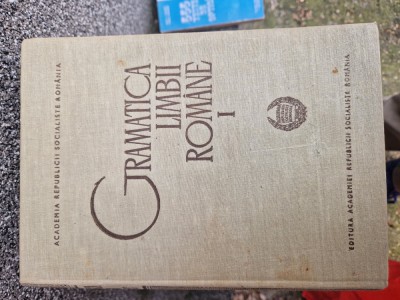 ACADEMIA REPUBLICII SOCIALISTE ROMÂNIA
GRAMATICA
LIMBII
ROMÂNE
I
EDITURA ACADEMIEI REPUBLICII SOCIALISTE ROMÂNIA